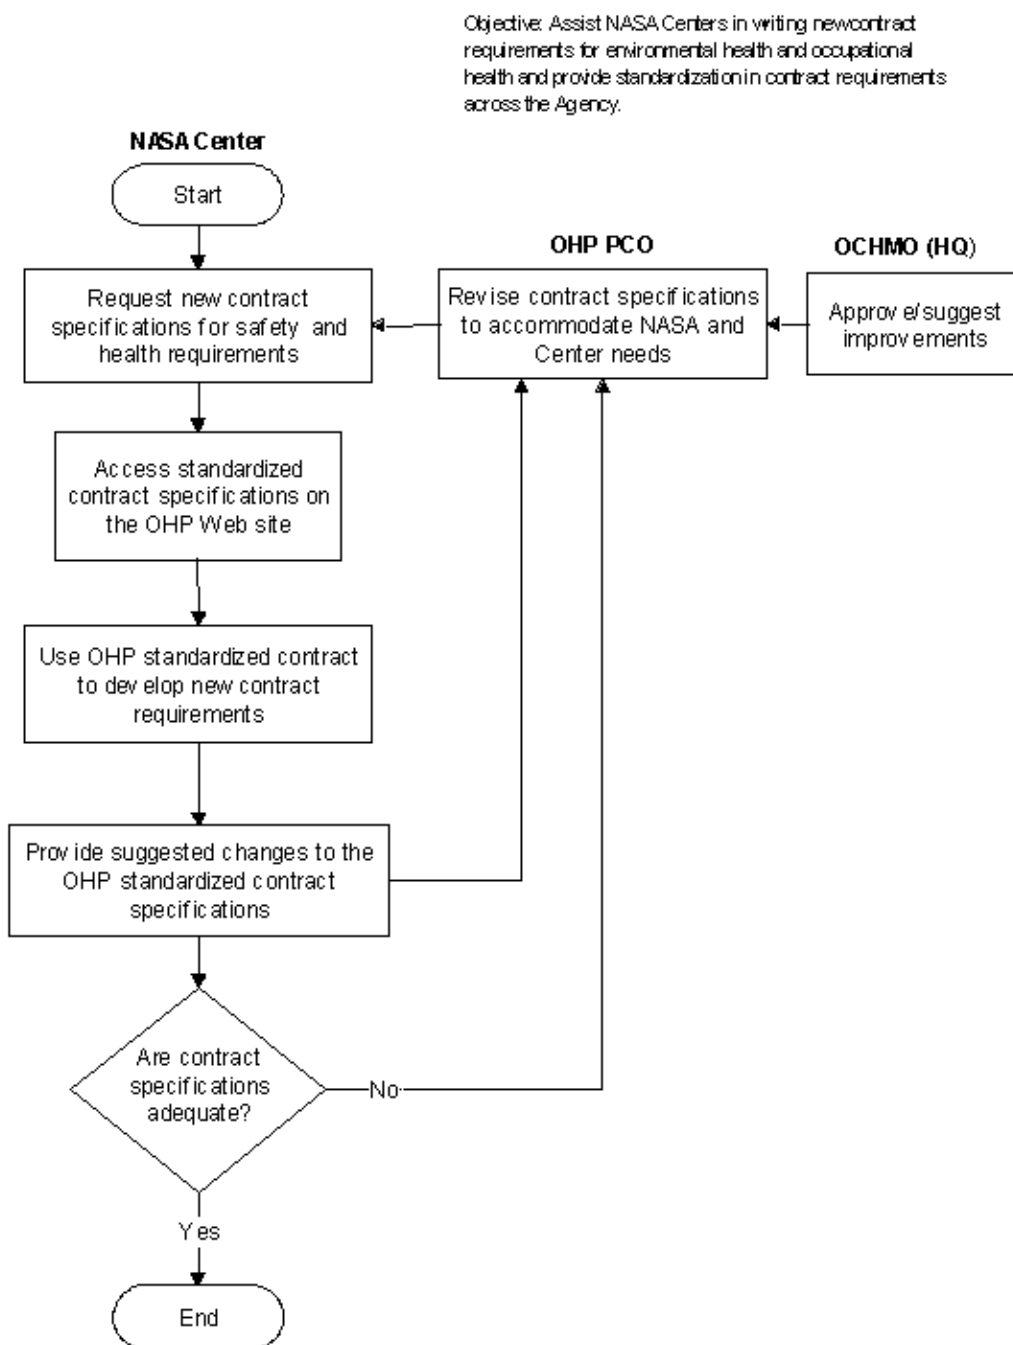 Objective: Assist NASA Centers in writing newcontract
requirements for environmental health and occupational
health and provide standardization in contract requirements
across the Agency.
NASA Center
Start
OHP PCO
OCHMO (HQ)
Request new contract
specifications for safety and
health requirements
Revise contract specifications
to accommodate NASA and
Center needs
Approve/suggest
improvements
Access standardized
contract specifications on
the OHP Web site
Use OHP standardized contract
to develop new contract
requirements
Provide suggested changes to the
OHP standardized contract
specifications
Are contract
specifications
adequate?
No
Yes
End